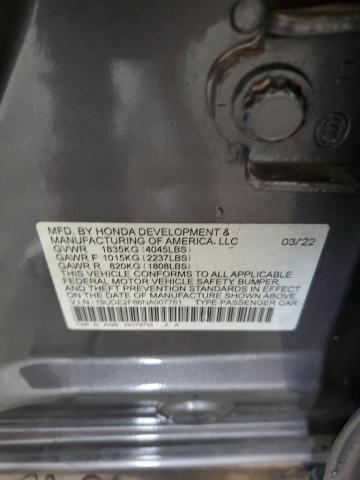 MFD. BY HONDA DEVELOPMENT &
MANUFACTURING OF AMERICA, LLC 03/22
GVWR 1835KG (4045LBS)
GAWR F 1015KG (2237LBS)
GAWR R 820KG (1808LBS)
THIS VEHICLE CONFORMS TO ALL APPLICABLE
FEDERAL MOTOR VEHICLE SAFETY, BUMPER,
AND THEFT PREVENTION STANDARDS IN EFFECT
ON THE DATE OF MANUFACTURE SHOWN ABOVE.
V.I.N. 19UDE2F86NA007761 TYPE PASSENGER CAR